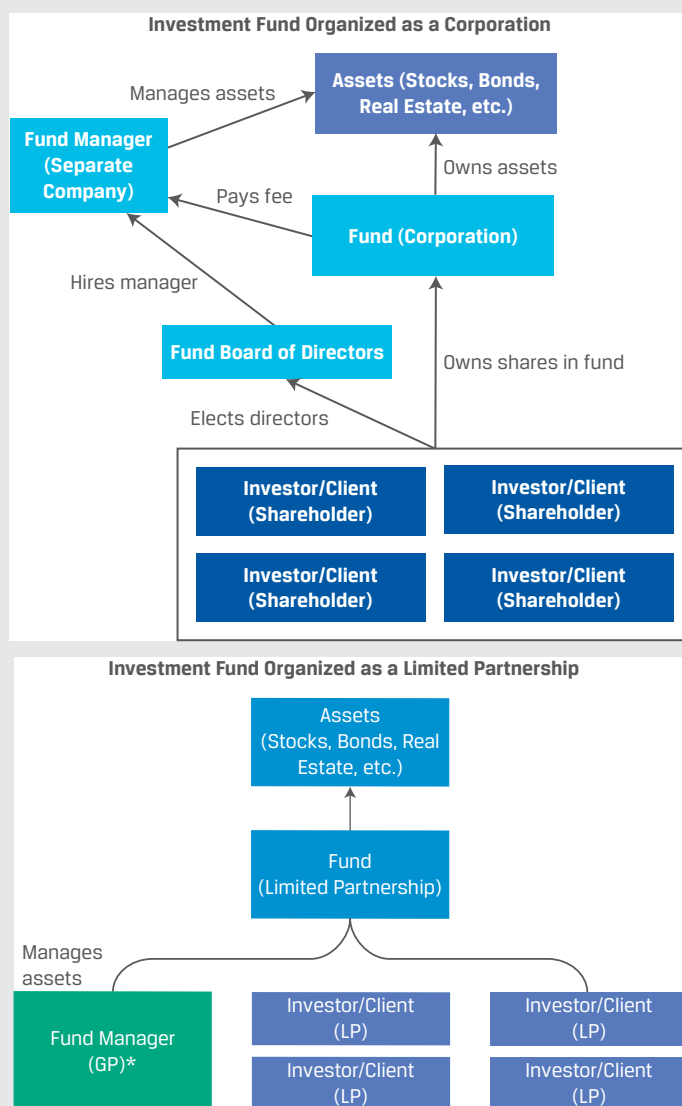 Investment Fund Organized as a Corporation
Assets (Stocks, Bonds,
Real Estate, etc.)
Manages assets
Fund Manager
(Separate
Company)
Owns assets
Pays fee
Fund (Corporation)
Hires manager
Fund Board of Directors
Owns shares in fund
Elects directors
Investor/Client
(Shareholder)
Investor/Client
(Shareholder)
Investor/Client
(Shareholder)
Investor/Client
(Shareholder)
Investment Fund Organized as a Limited Partnership
Assets
(Stocks, Bonds, Real
Estate, etc.)
Fund
(Limited Partnership)
Manages
assets
Fund Manager
(GP)*
Investor/Client
(LP)
Investor/Client
(LP)
Investor/Client
(LP)
Investor/Client
(LP)